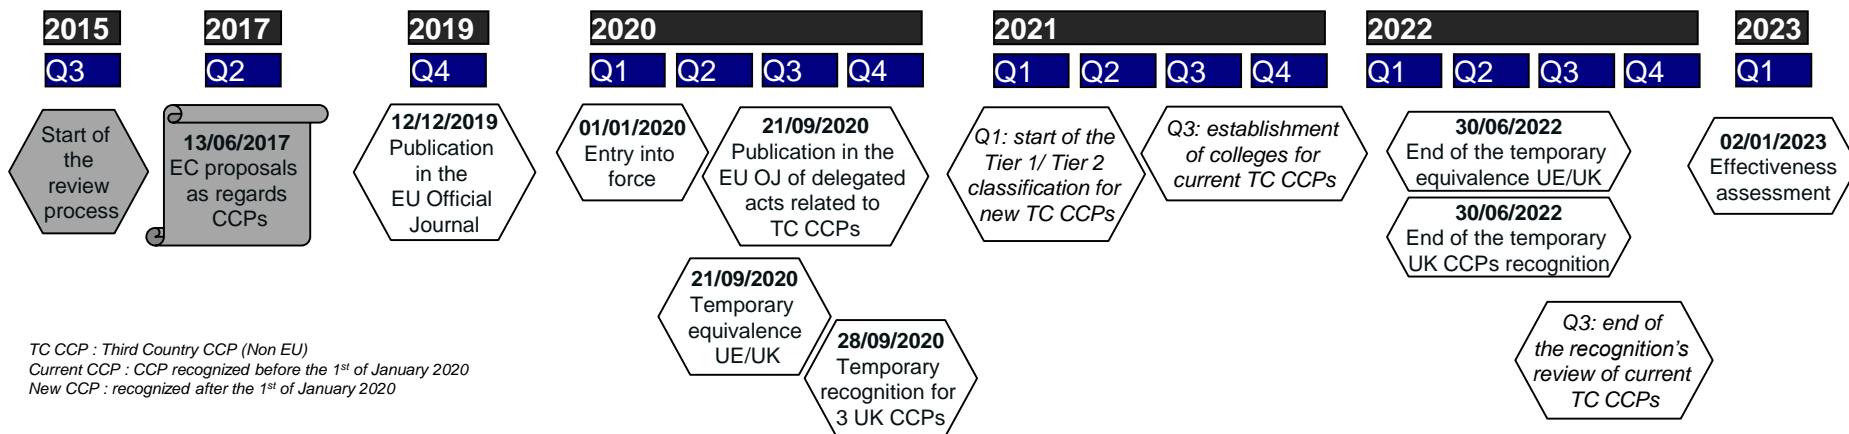 2015 2017 2019 2020 2021 2022 2023
Q3 Q2 Q4 Q1 Q2 Q3 Q4 Q1 Q2 Q3 Q4 Q1 Q2 Q3 Q4 Q1
Start of
the
review
process
13/06/2017
EC proposals
as regards
CCPs
12/12/2019
Publication
in the
EU Official
Journal
01/01/2020
Entry into
force
21/09/2020
Publication in the
EU OJ of delegated
acts related to
TC CCPs
21/09/2020
Temporary
equivalence
UE/UK
28/09/2020
Temporary
recognition for
3 UK CCPs
Q1: start of the
Tier 1/ Tier 2
classification for
new TC CCPs
Q3: establishment
of colleges for
current TC CCPs
30/06/2022
End of the temporary
equivalence UE/UK
30/06/2022
End of the temporary
UK CCPs recognition
Q3: end of
the recognition's
review of current
TC CCPs
02/01/2023
Effectiveness
assessment
TC CCP : Third Country CCP (Non EU)
Current CCP : CCP recognized before the 1st of January 2020
New CCP : recognized after the 1st of January 2020